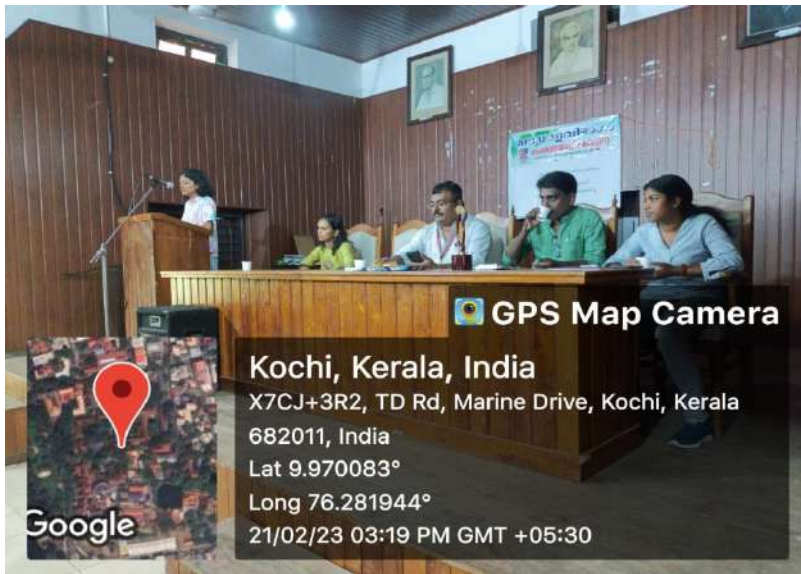 GPS Map Camera
Kochi, Kerala, India
X7CJ+3R2, TD Rd, Marine Drive, Kochi, Kerala
682011, India
Lat 9.970083°
Long 76.281944°
21/02/23 03:19 PM GMT +05:30
Google